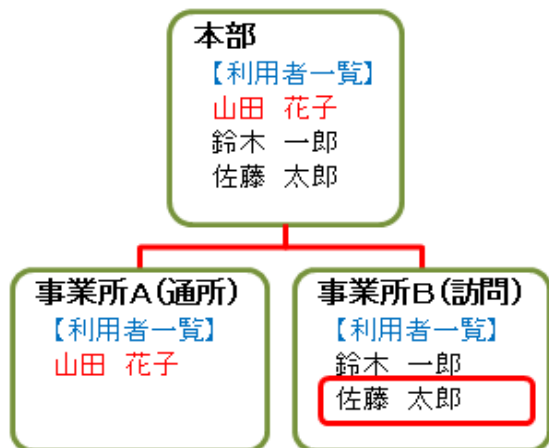 本部
【利用者一覧】
山田 花子
鈴木 一郎
佐藤 太郎
事業所A(通所)
【利用者一覧】
山田 花子
事業所B(訪問)
【利用者一覧】
鈴木 一郎
佐藤 太郎